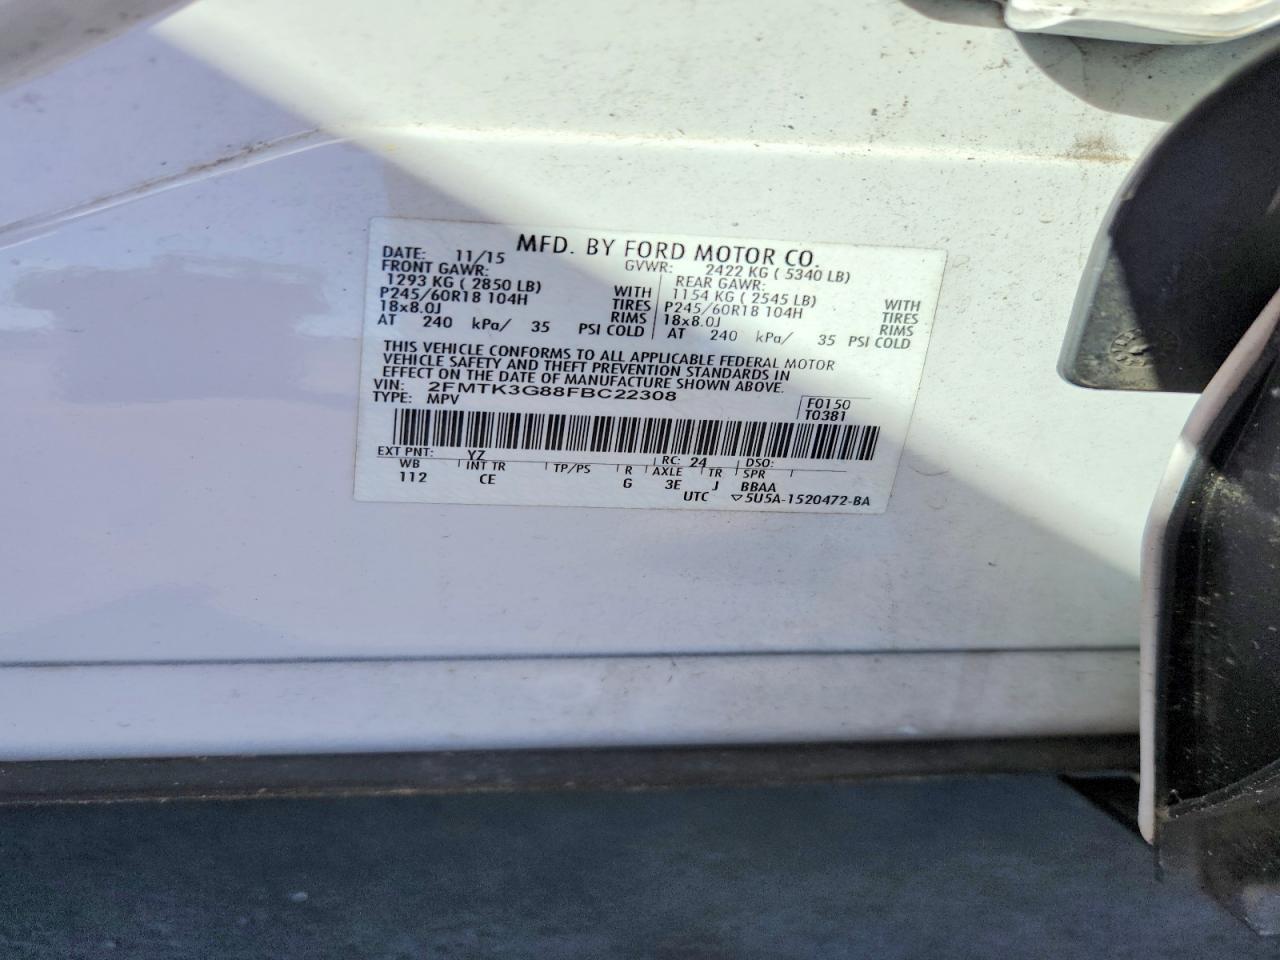 MFD. BY FORD MOTOR CO.
DATE: 11/15 GVWR: 2422 KG ( 5340 LB)
FRONT GAWR: REAR GAWR:
1293 KG ( 2850 LB) WITH 1154 KG ( 2545 LB) WITH
P245/60R18 104H TIRES P245/60R18 104H TIRES
18x8.0J RIMS 18x8.0J RIMS
AT 240 kPa/ 35 PSI COLD AT 240 kPa/ 35 PSI COLD
THIS VEHICLE CONFORMS TO ALL APPLICABLE FEDERAL MOTOR
VEHICLE SAFETY AND THEFT PREVENTION STANDARDS IN
EFFECT ON THE DATE OF MANUFACTURE SHOWN ABOVE.
VIN: 2FMTK3G88FBC22308 F0150
TYPE: MPV T0381
EXT PNT: YZ RC: 24 DSO:
WB INT TR TP/PS R AXLE TR SPR
112 CE G 3E J BBAA
UTC ▽5U5A-1520472-BA